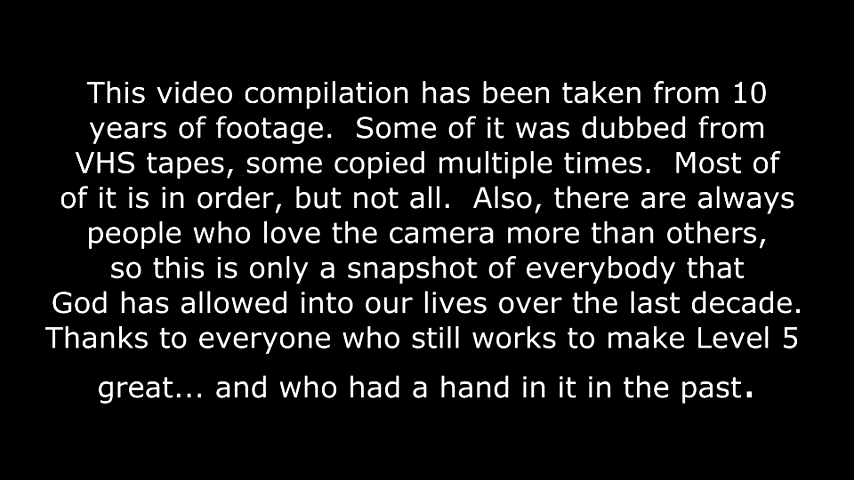 This video compilation has been taken from 10
years of footage.  Some of it was dubbed from
VHS tapes, some copied multiple times.  Most of
of it is in order, but not all.  Also, there are always
people who love the camera more than others,
so this is only a snapshot of everybody that
God has allowed into our lives over the last decade.
Thanks to everyone who still works to make Level 5
great... and who had a hand in it in the past.